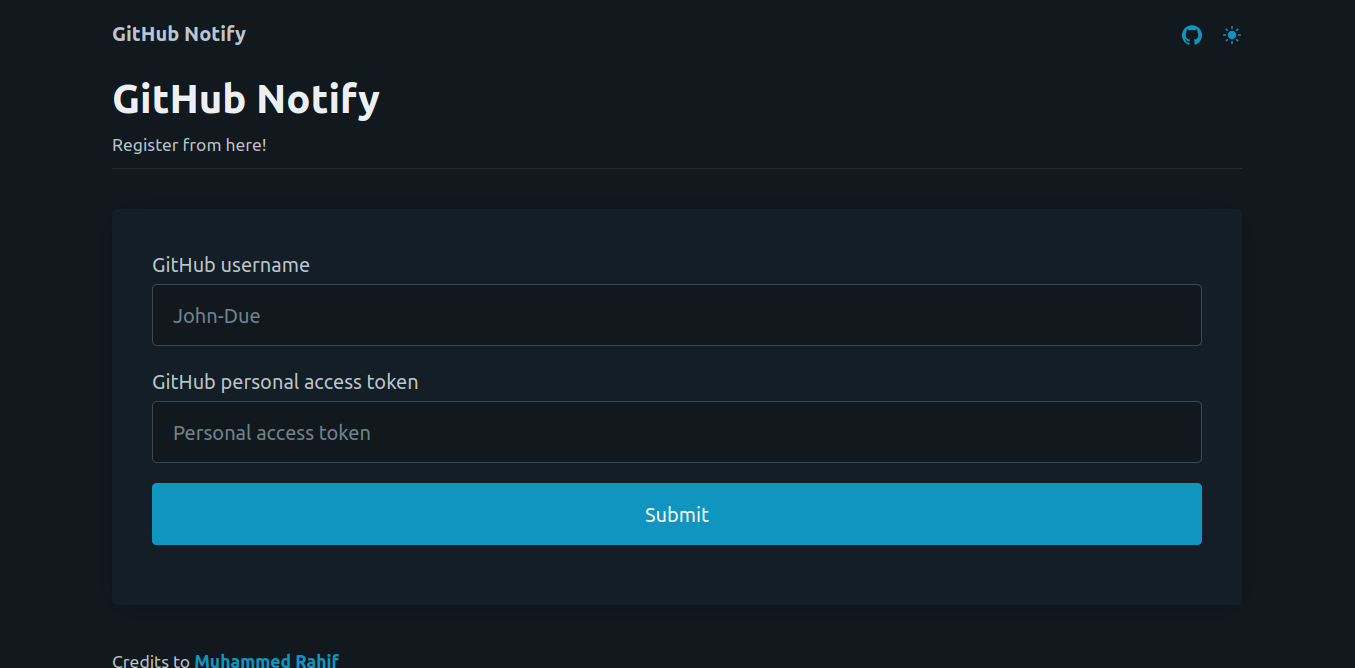 GitHub Notify
GitHub Notify
Register from here!
GitHub username
John-Due
GitHub personal access token
Personal access token
Submit
Credits to Muhammed Rahif